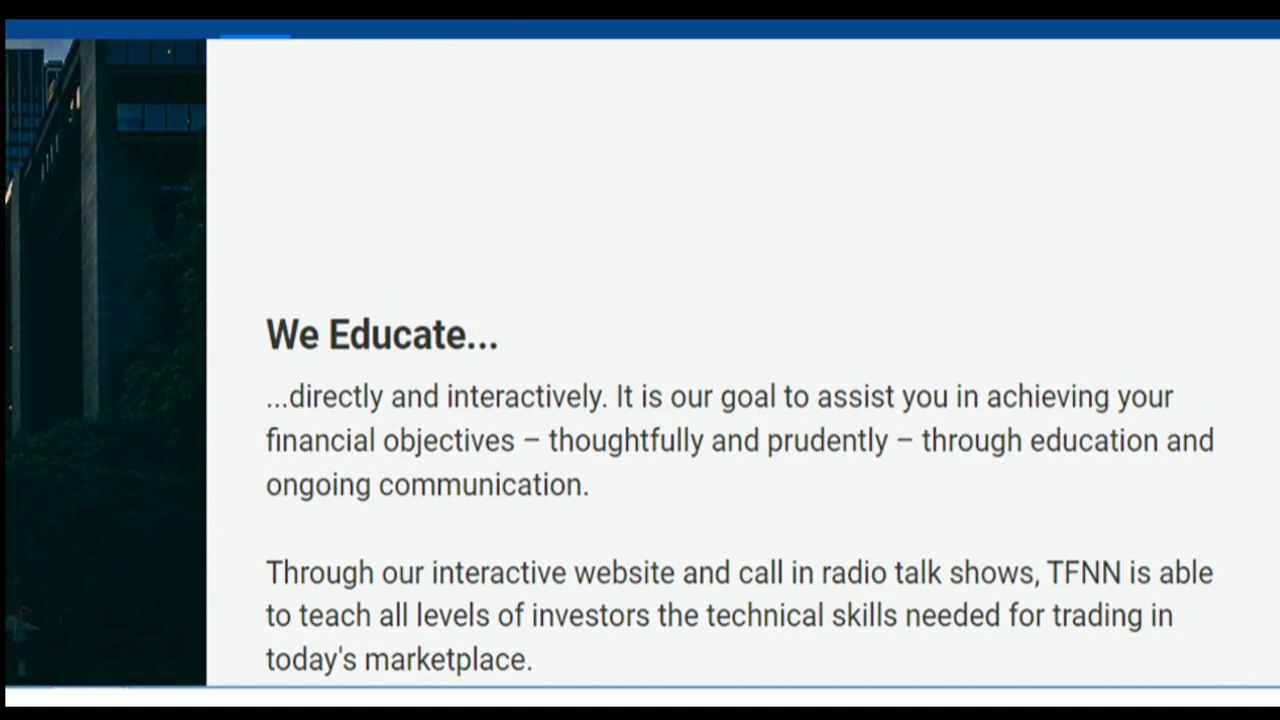 We Educate...
...directly and interactively. It is our goal to assist you in achieving your
financial objectives – thoughtfully and prudently – through education and
ongoing communication.
Through our interactive website and call in radio talk shows, TFNN is able
to teach all levels of investors the technical skills needed for trading in
today's marketplace.